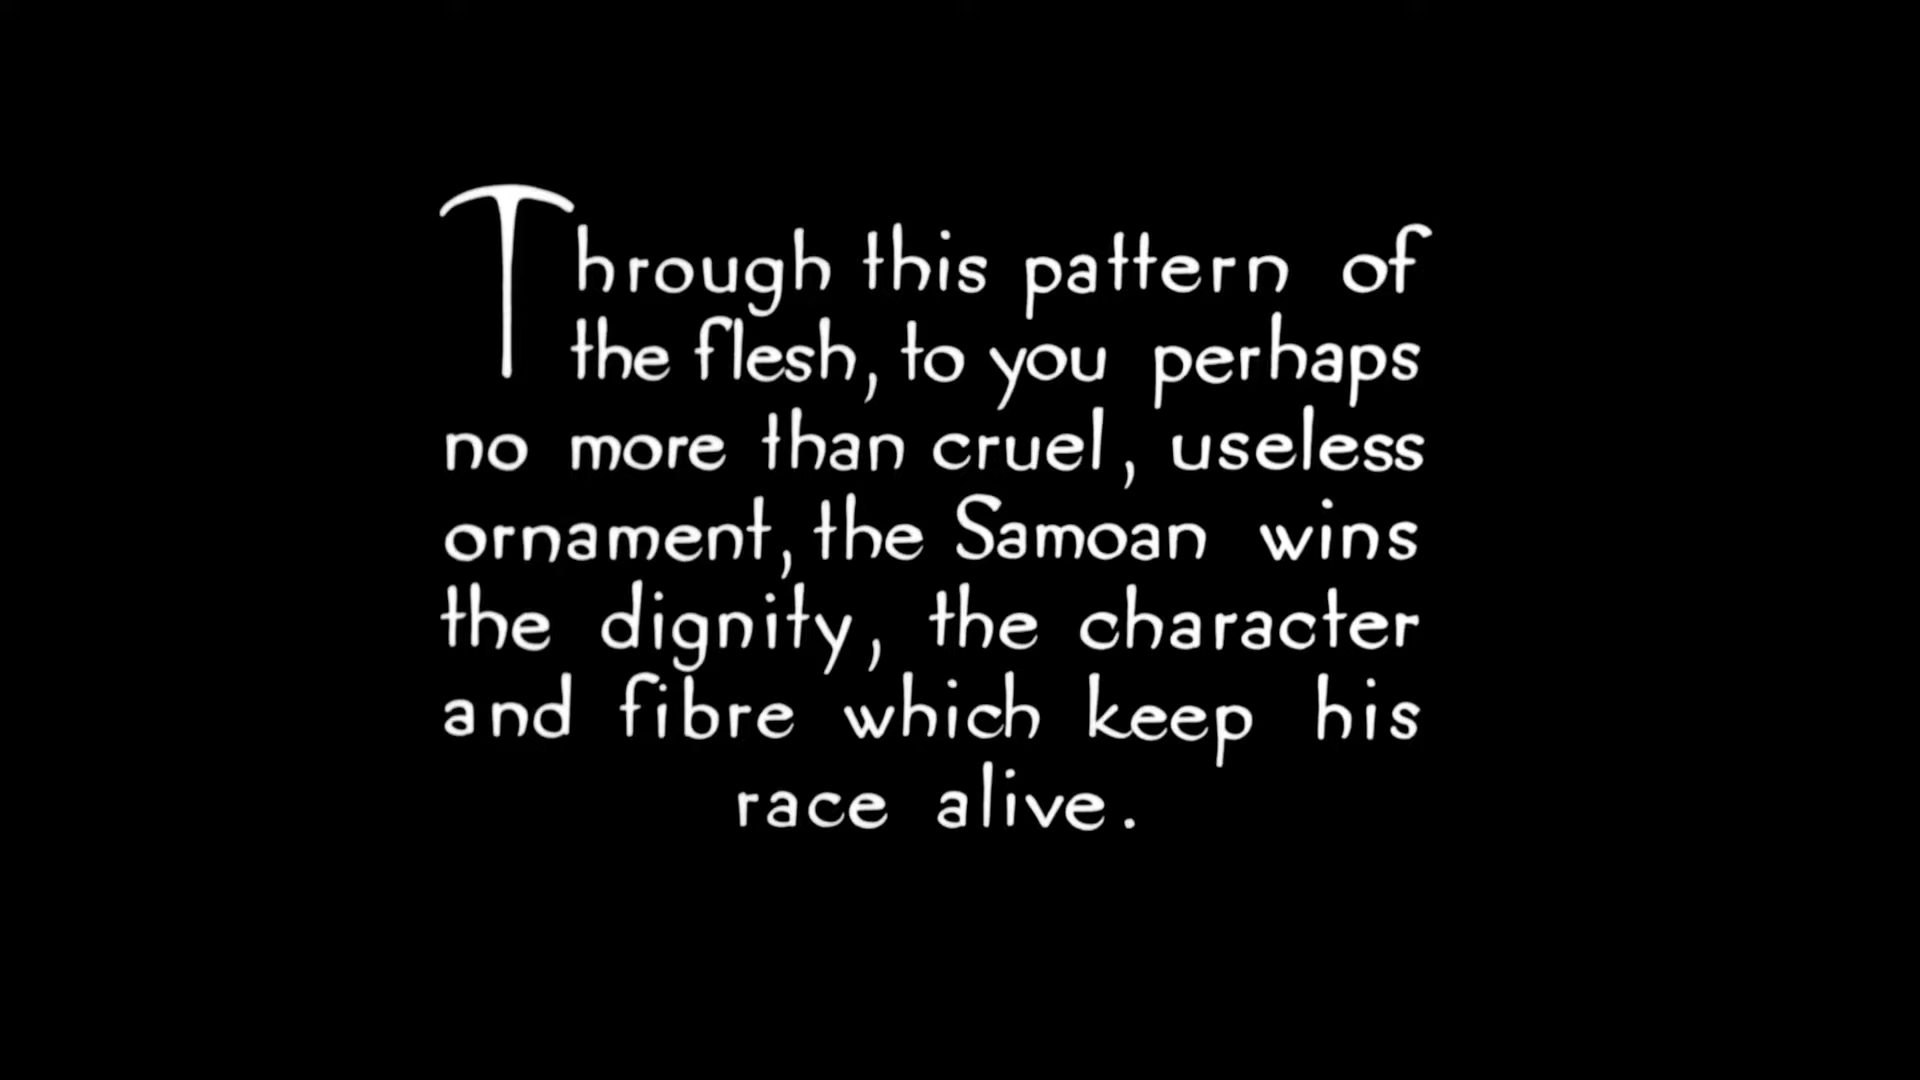 Through this pattern of
the flesh, to you perhaps
no more than cruel, useless
ornament, the Samoan wins
the dignity, the character
and fibre which keep his
race alive.